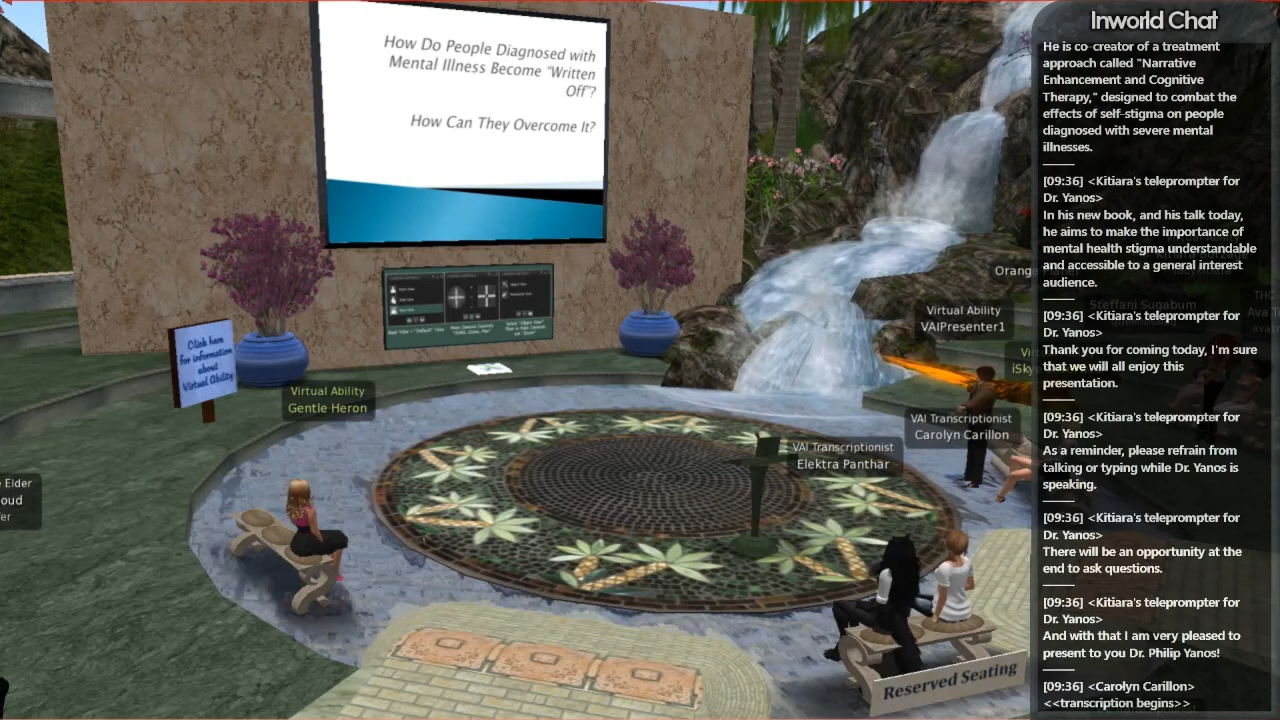 How Do People Diagnosed with
Mental Illness Become "Written
Off"?
How Can They Overcome It?
Click here
for information
about
Virtual Ability
Virtual Ability
Gentle Heron
Elder
oud
fer
Orange
Virtual Ability
VAIPresenter1
Vi
iSky
VAI Transcriptionist
Carolyn Carillon
VAI Transcriptionist
Elektra Panthar
Steffani Sugabum
Reserved Seating
Inworld Chat
He is co-creator of a treatment
approach called "Narrative
Enhancement and Cognitive
Therapy," designed to combat the
effects of self-stigma on people
diagnosed with severe mental
illnesses.
[09:36] <Kitiara's teleprompter for
Dr. Yanos>
In his new book, and his talk today,
he aims to make the importance of
mental health stigma understandable
and accessible to a general interest
audience.
[09:36] <Kitiara's teleprompter for
Dr. Yanos>
Thank you for coming today, I'm sure
that we will all enjoy this
presentation.
[09:36] <Kitiara's teleprompter for
Dr. Yanos>
As a reminder, please refrain from
talking or typing while Dr. Yanos is
speaking.
[09:36] <Kitiara's teleprompter for
Dr. Yanos>
There will be an opportunity at the
end to ask questions.
[09:36] <Kitiara's teleprompter for
Dr. Yanos>
And with that I am very pleased to
present to you Dr. Philip Yanos!
[09:36] <Carolyn Carillon>
<<transcription begins>>